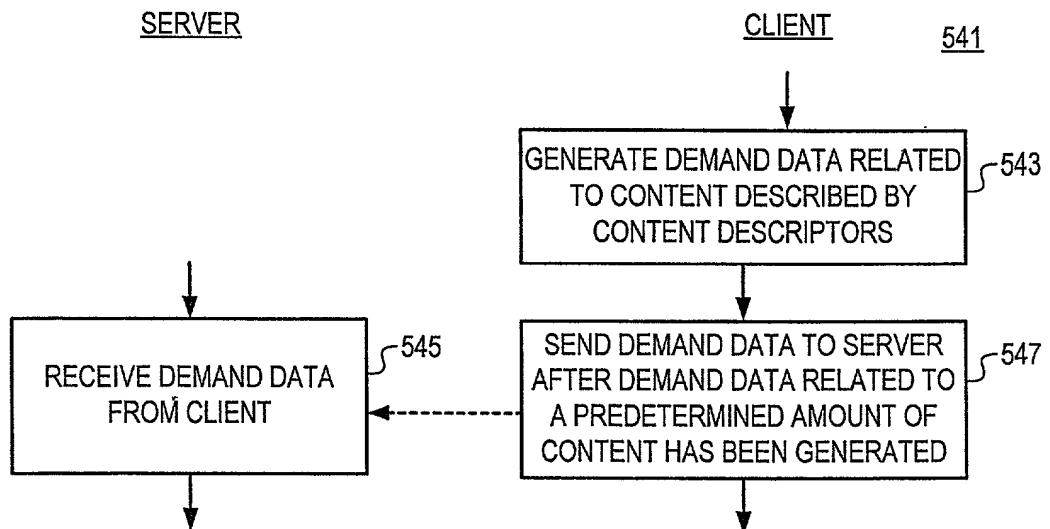 SERVER
CLIENT
541
GENERATE DEMAND DATA RELATED
TO CONTENT DESCRIBED BY
CONTENT DESCRIPTORS
543
RECEIVE DEMAND DATA
FROM CLIENT
545
SEND DEMAND DATA TO SERVER
AFTER DEMAND DATA RELATED TO
A PREDETERMINED AMOUNT OF
CONTENT HAS BEEN GENERATED
547